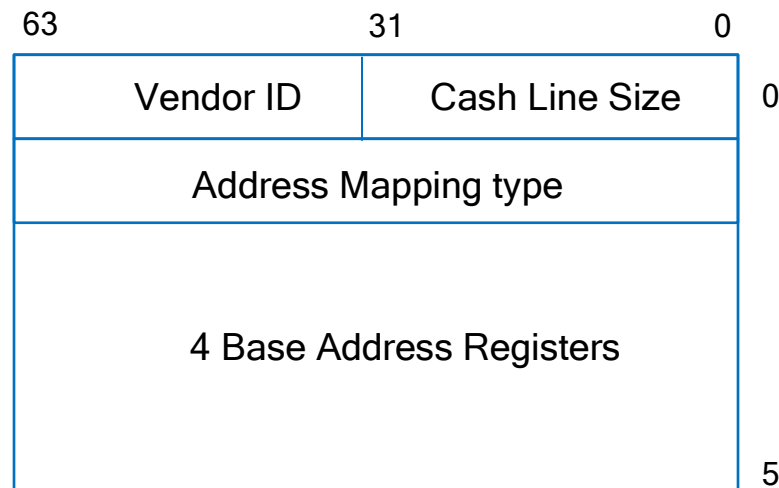 63 31 0
Vendor ID Cash Line Size 0
Address Mapping type
4 Base Address Registers
5